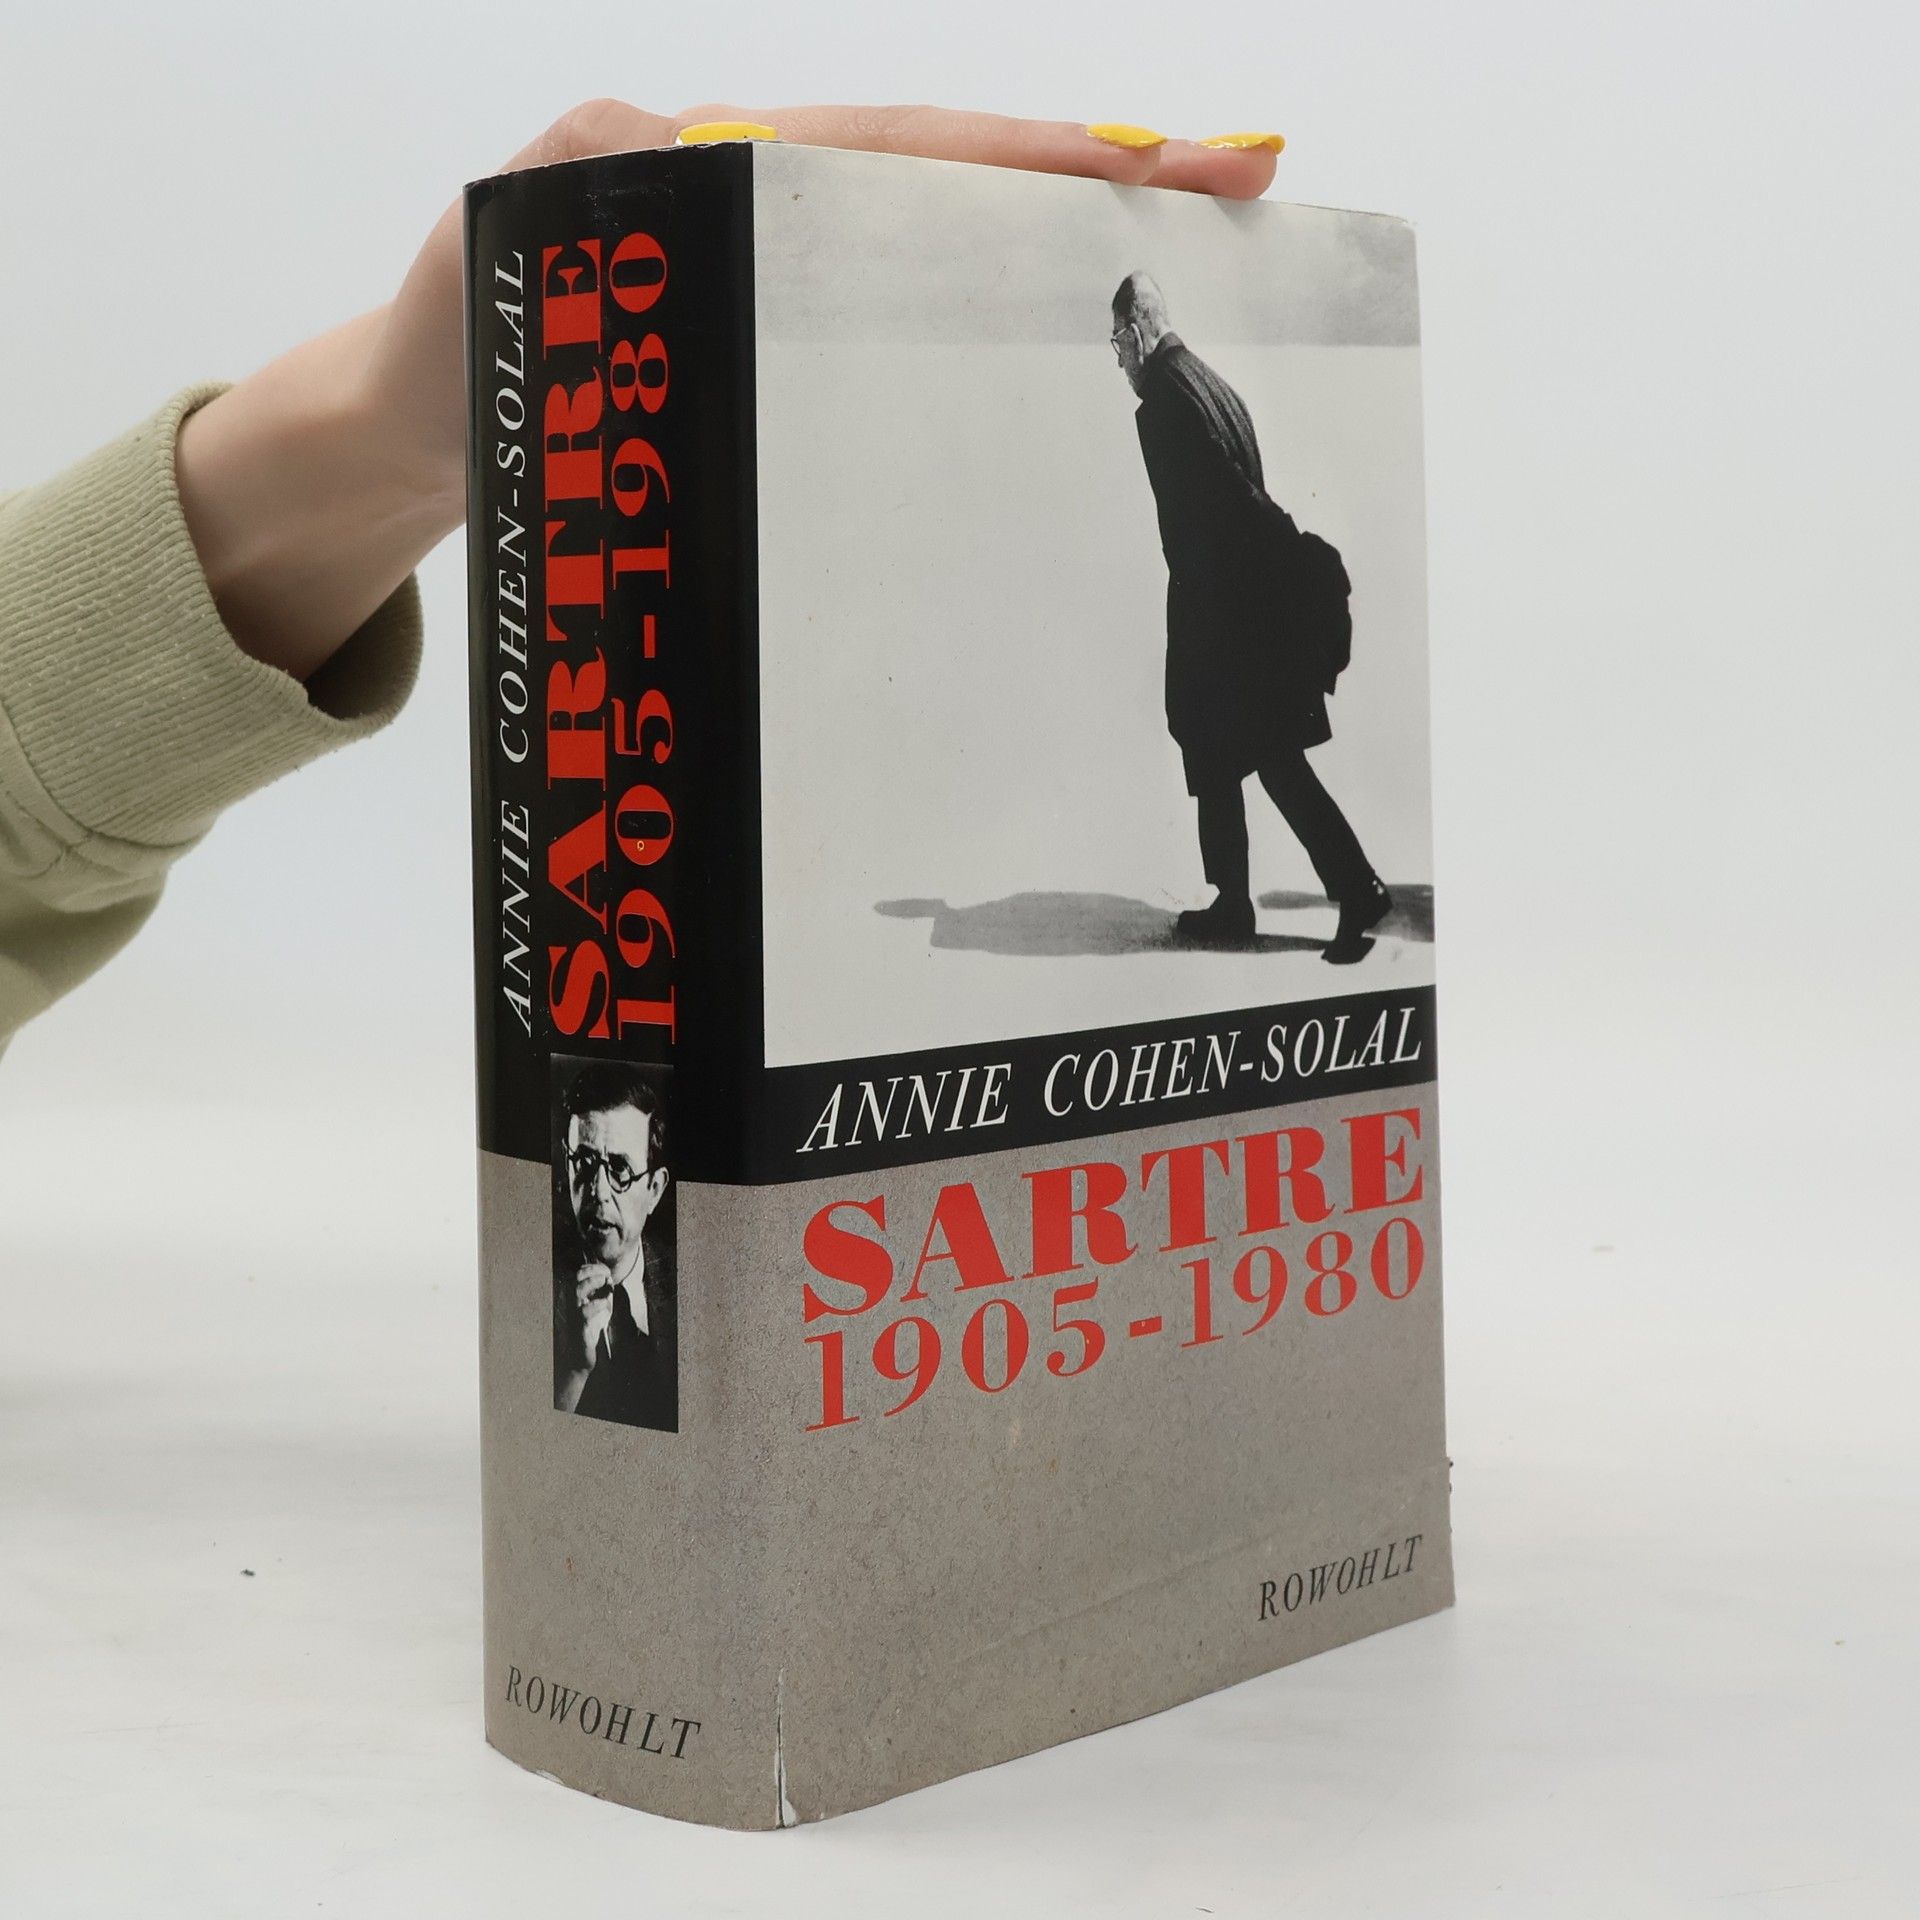 ANNIE COHEN-SOLAL
SARTRE
1905-1980
ROWOHLT
ANNIE COHEN-SOLAL
SARTRE
1905-1980
ROWOHLT